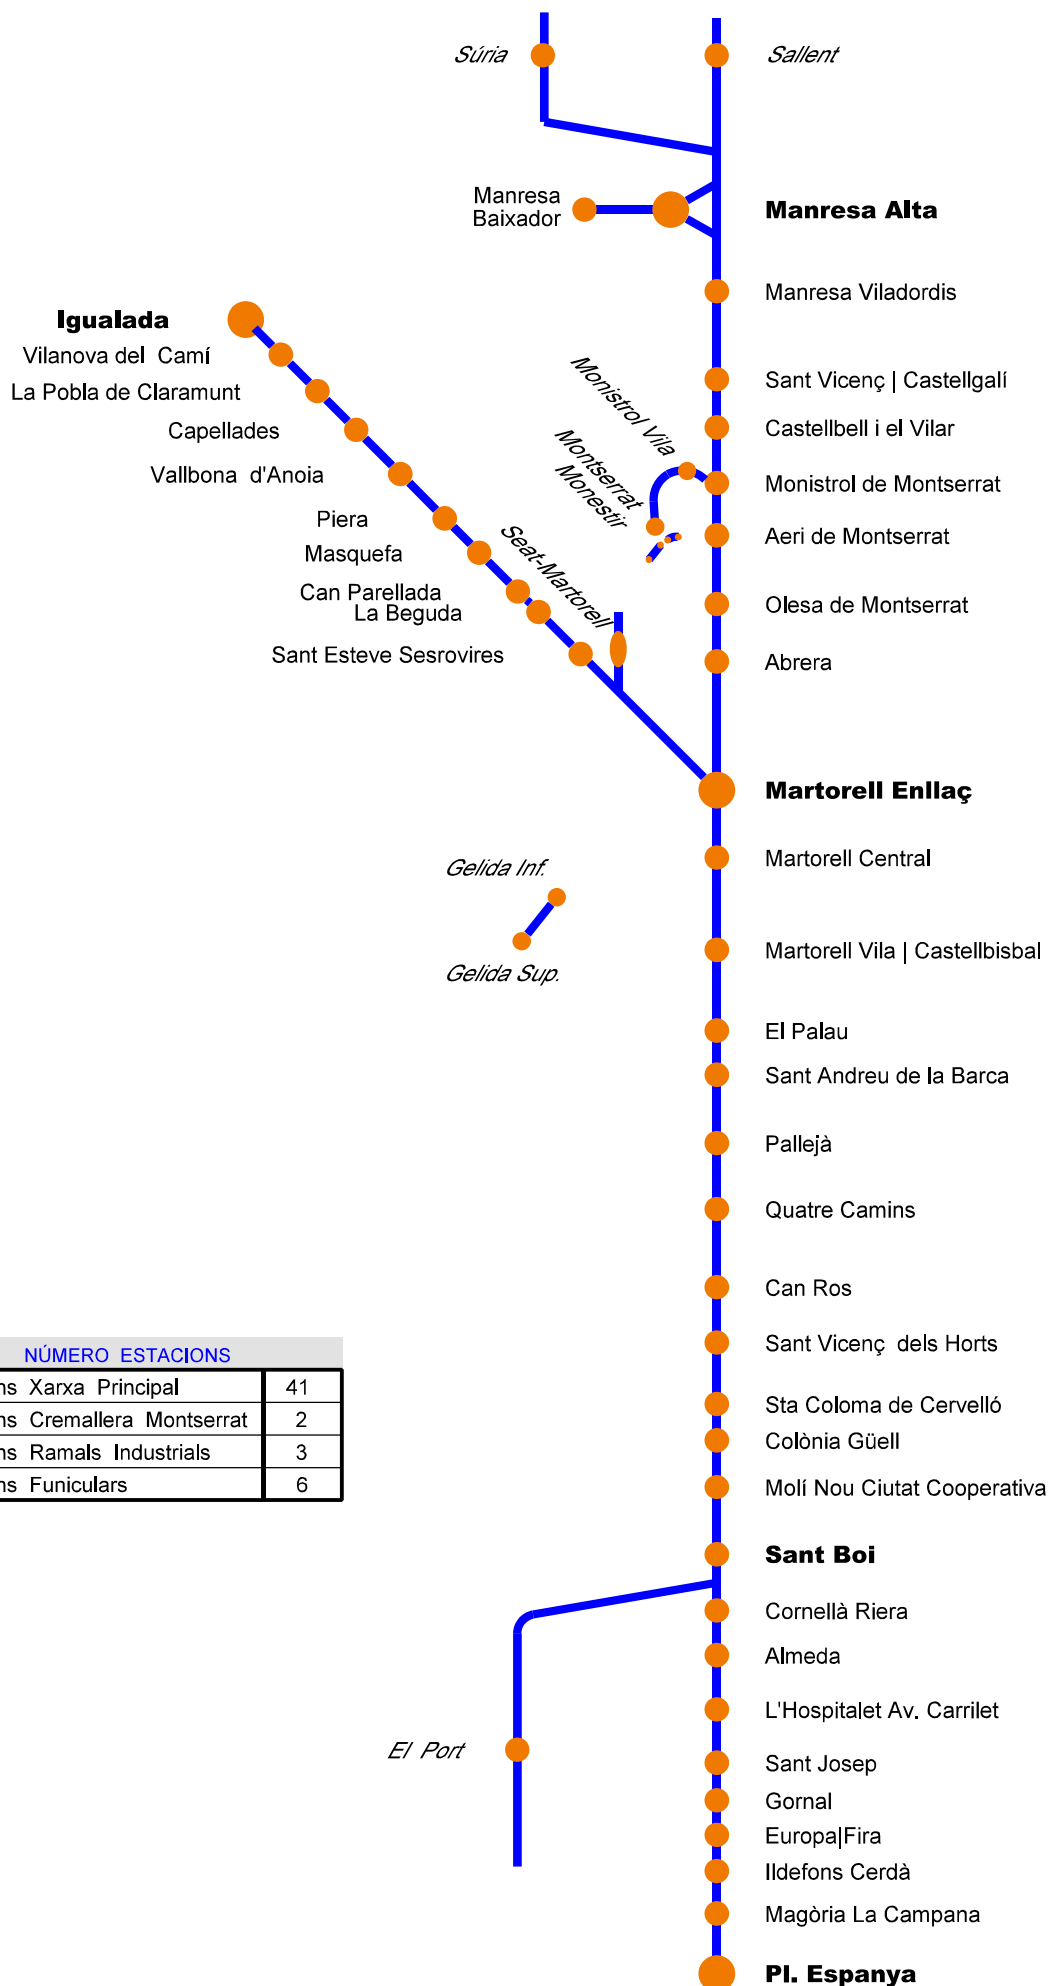 Súria
Sallent
Manresa
Baixador
Manresa Alta
Manresa Viladordis
Igualada
Vilanova del Camí
La Pobla de Claramunt
Capellades
Vallbona d'Anoia
Piera
Masquefa
Can Parellada
La Beguda
Sant Esteve Sesrovires
Seat-Martorell
Monistrol Vila
Montserrat
Monestir
Sant Vicenç | Castellgalí
Castellbell i el Vilar
Monistrol de Montserrat
Aeri de Montserrat
Olesa de Montserrat
Abrera
Martorell Enllaç
Martorell Central
Gelida Inf.
Gelida Sup.
Martorell Vila | Castellbisbal
El Palau
Sant Andreu de la Barca
Pallejà
Quatre Camins
Can Ros
Sant Vicenç dels Horts
Sta Coloma de Cervelló
Colònia Güell
Molí Nou Ciutat Cooperativa
NÚMERO ESTACIONS
ns Xarxa Principal 41
ns Cremallera Montserrat 2
ns Ramals Industrials 3
ns Funiculars 6
Sant Boi
Cornellà Riera
Almeda
L'Hospitalet Av. Carrilet
El Port
Sant Josep
Gornal
Europa|Fira
Ildefons Cerdà
Magòria La Campana
Pl. Espanya